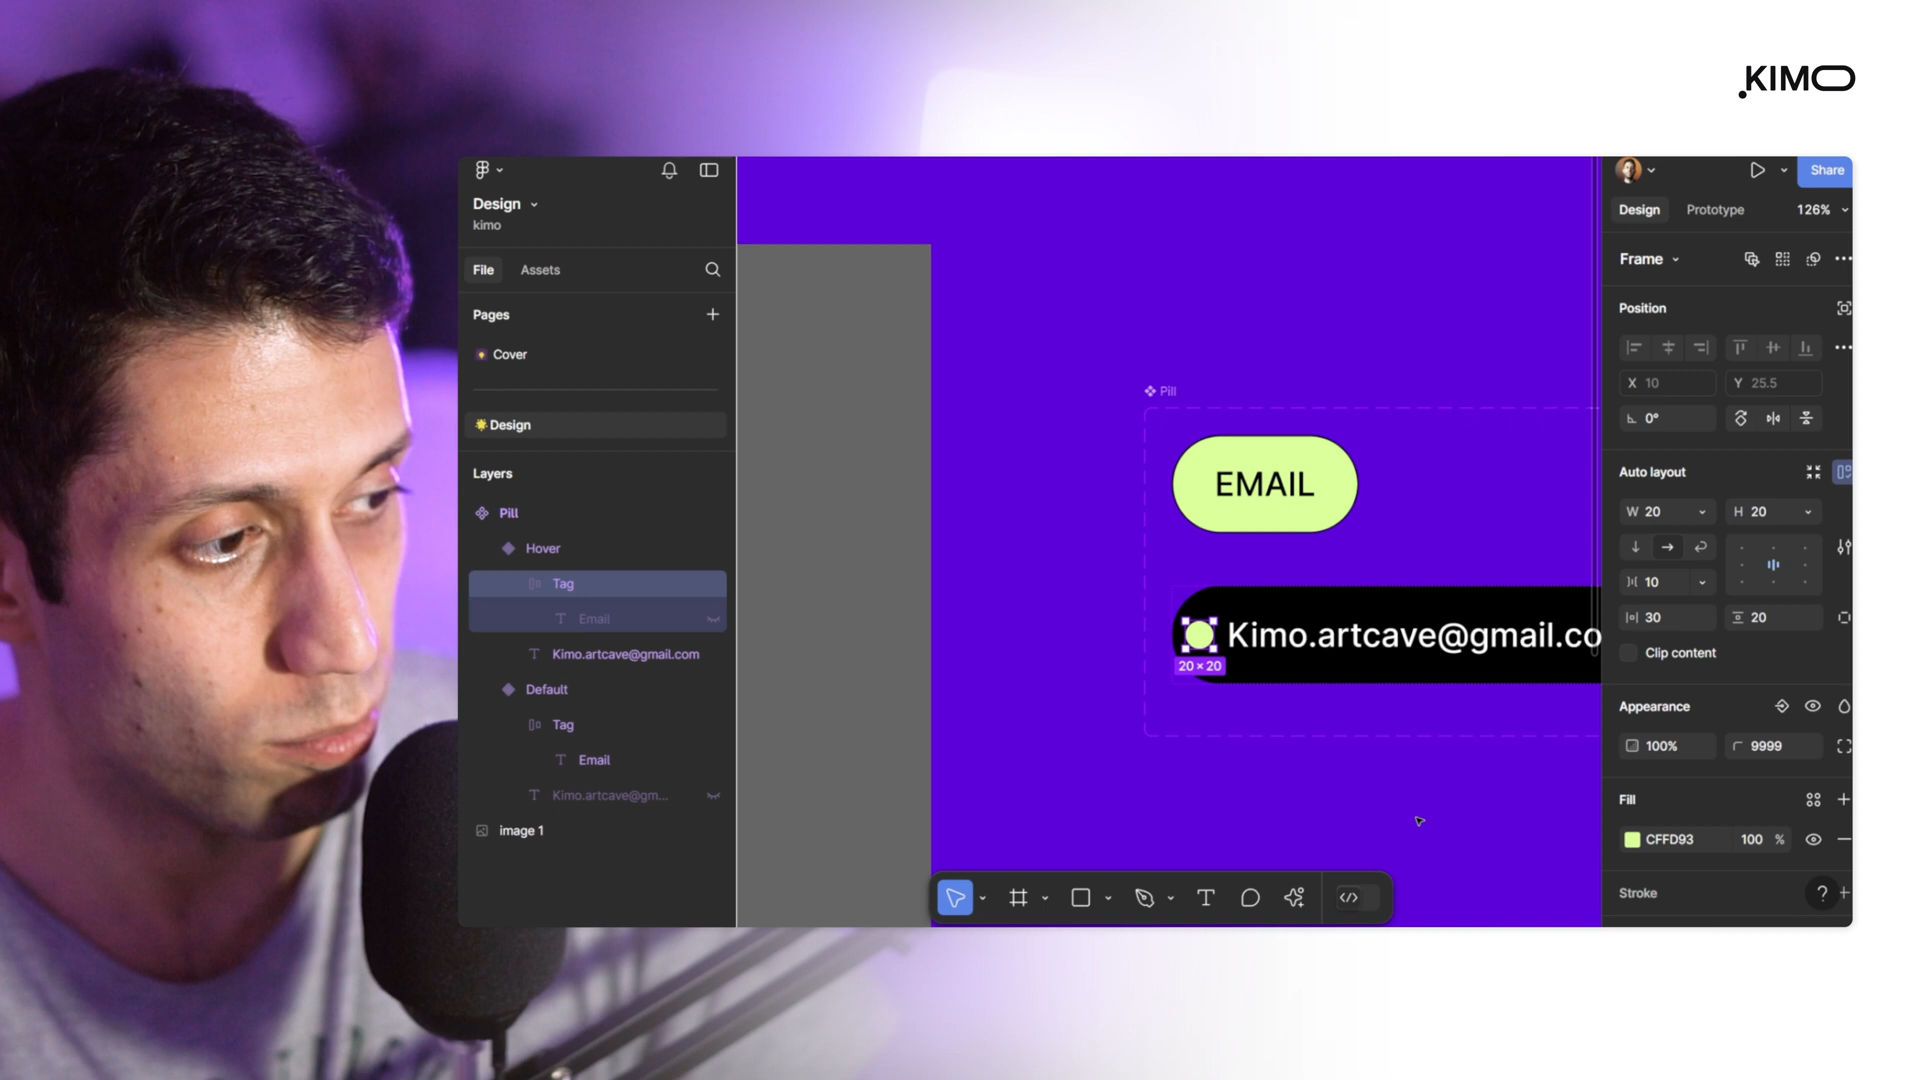 KIMO
Design
kimo
File Assets
Pages
Cover
Design
Layers
Pill
Hover
Tag
Email
Kimo.artcave@gmail.com
Default
Tag
Email
Kimo.artcave@gm...
image 1
Pill
EMAIL
Kimo.artcave@gmail.co
20 × 20
Share
Design Prototype 126%
Frame
Position
X 10 Y 25.5
0°
Auto layout
W 20 H 20
10
30 20
Clip content
Appearance
100% 9999
Fill
CFFD93 100 %
Stroke
?